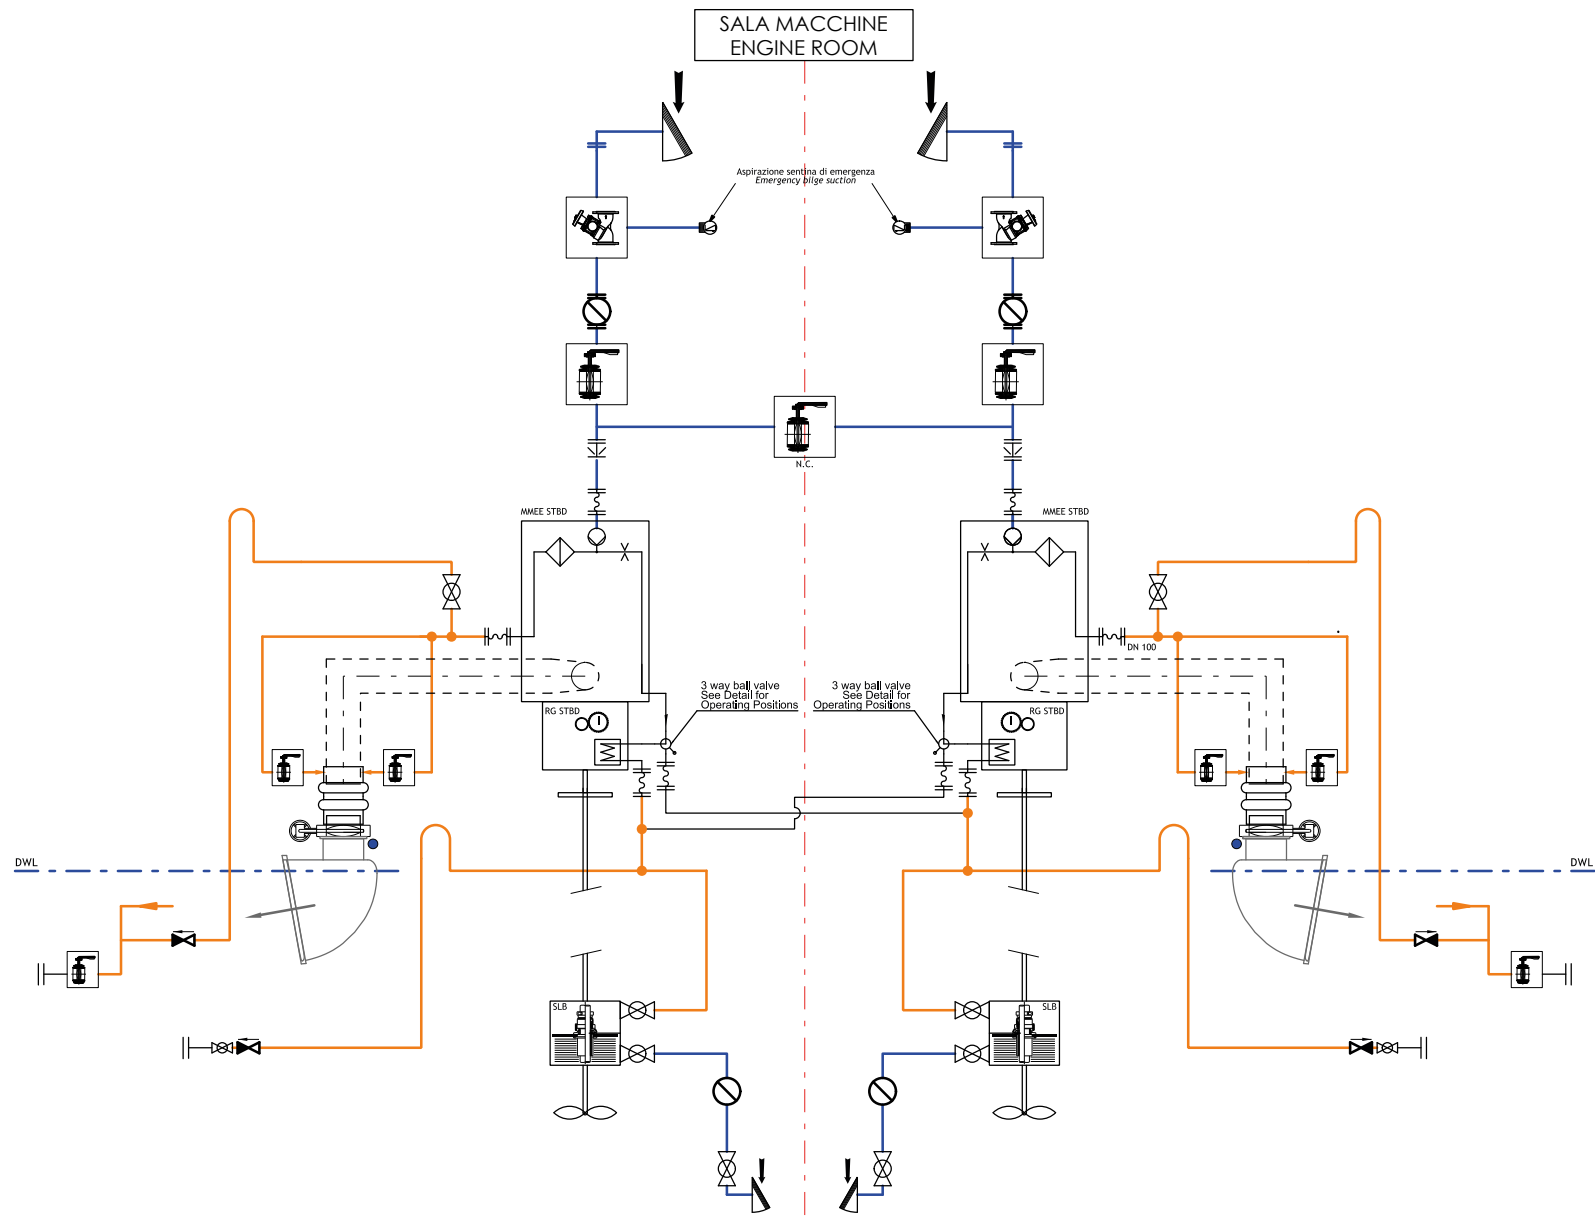 SALA MACCHINE
ENGINE ROOM
Aspirazione sentina di emergenza
Emergency bilge suction
N.C.
MMEE STBD
MMEE STBD
DN 100
3 way ball valve
See Detail for
Operating Positions
3 way ball valve
See Detail for
Operating Positions
RG STBD
RG STBD
DWL
DWL
SLB
SLB